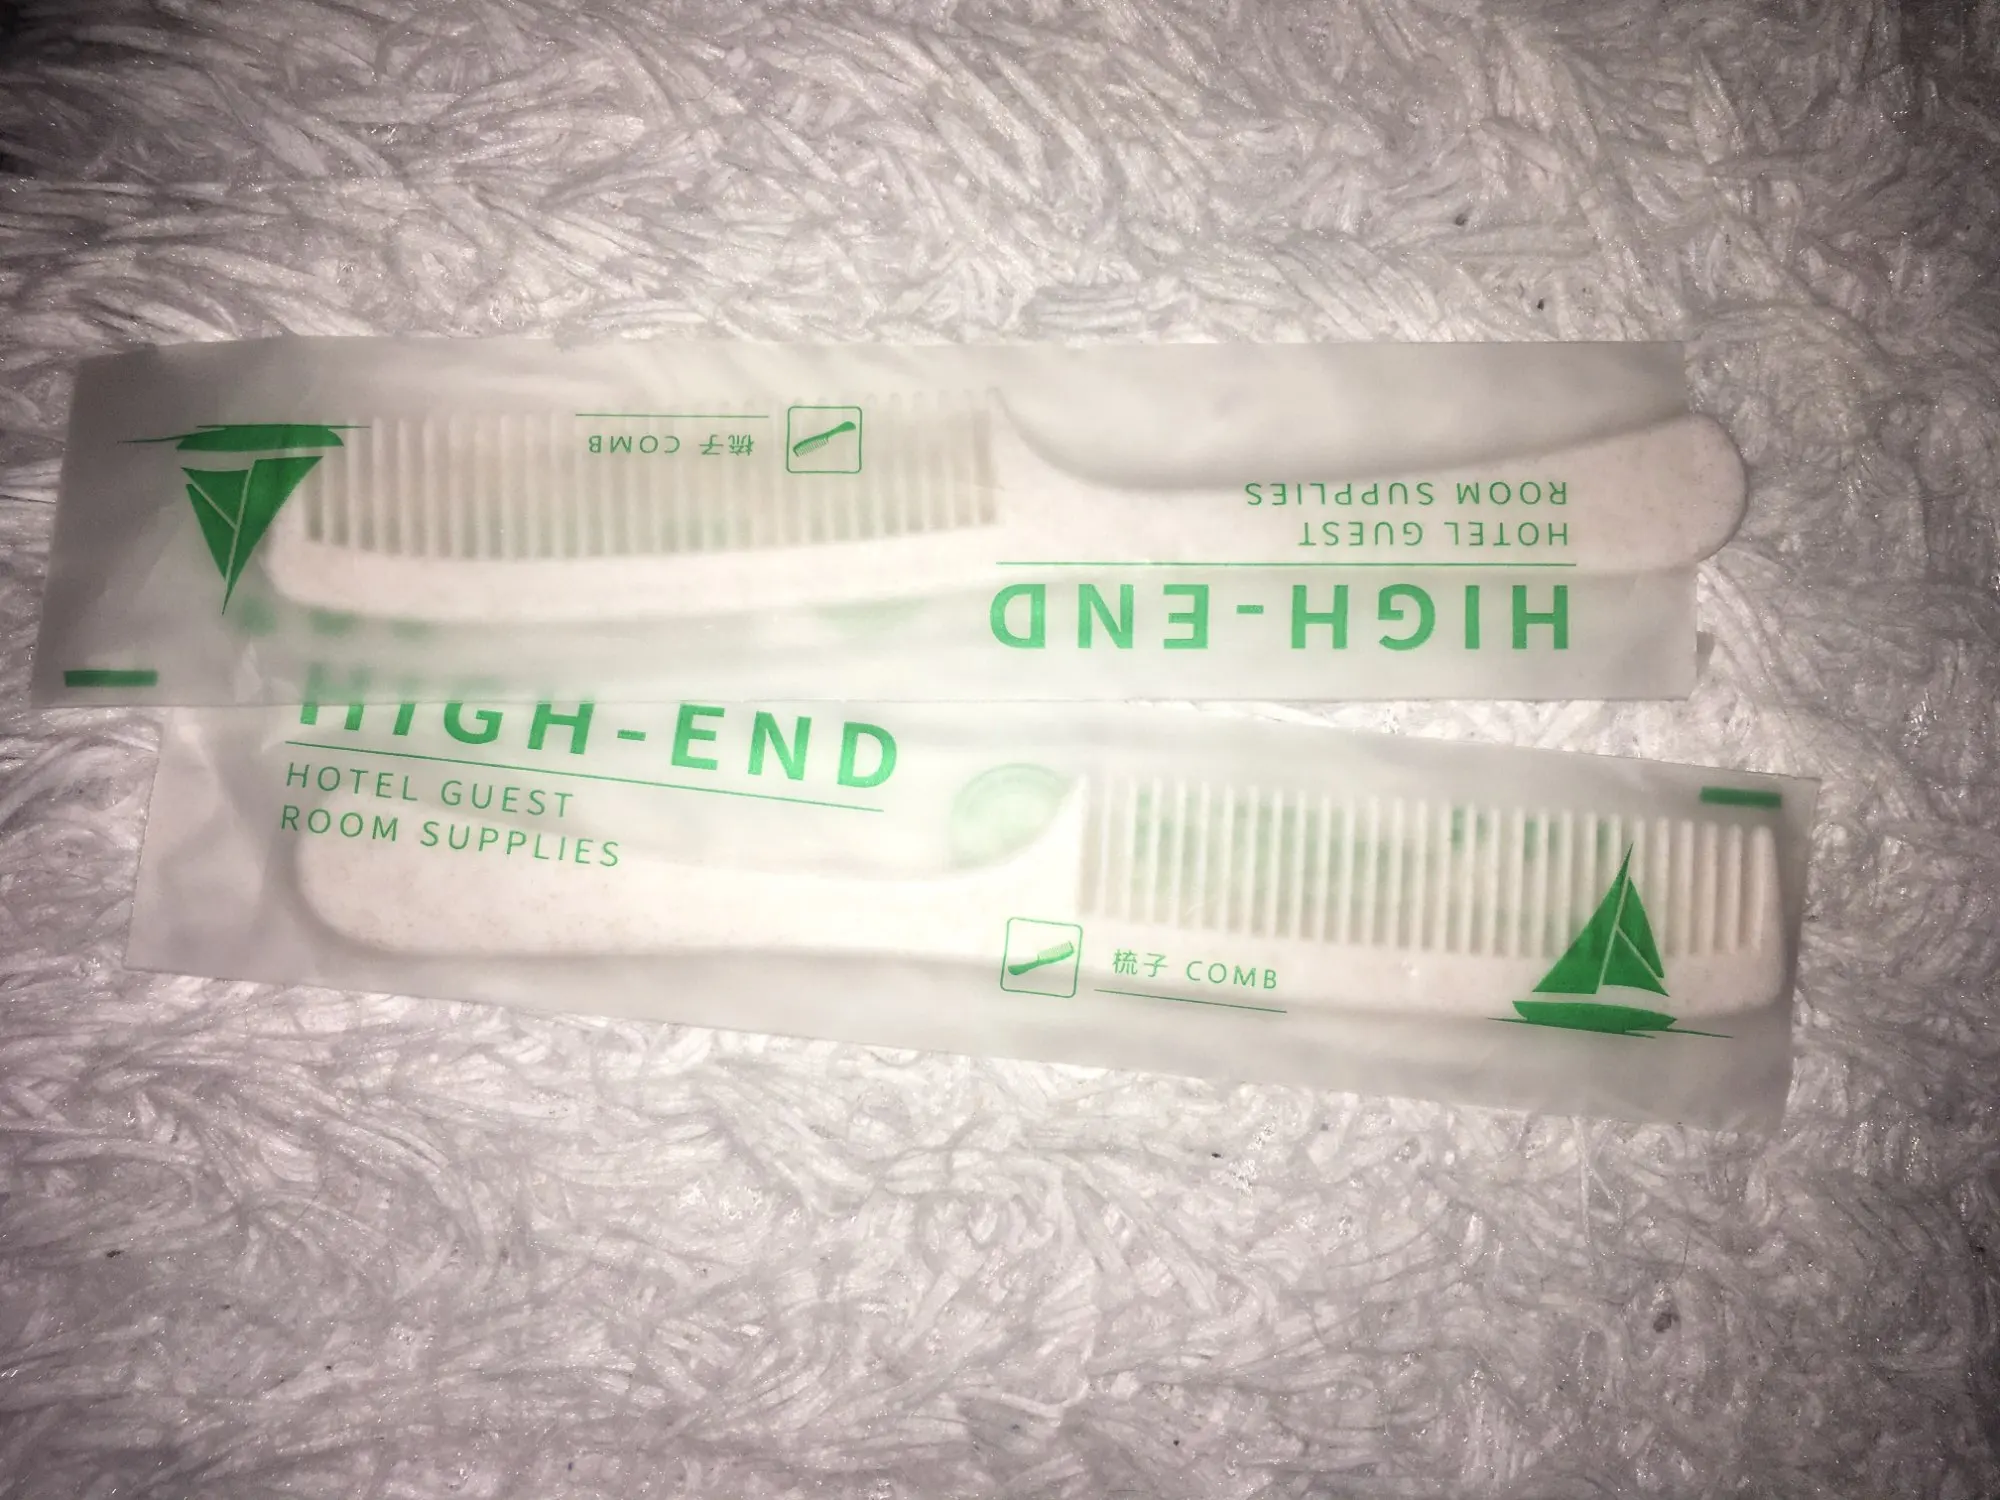 梳子 COMB
HIGH-END
HOTEL GUEST
ROOM SUPPLIES
HIGH-END
HOTEL GUEST
ROOM SUPPLIES
梳子 COMB